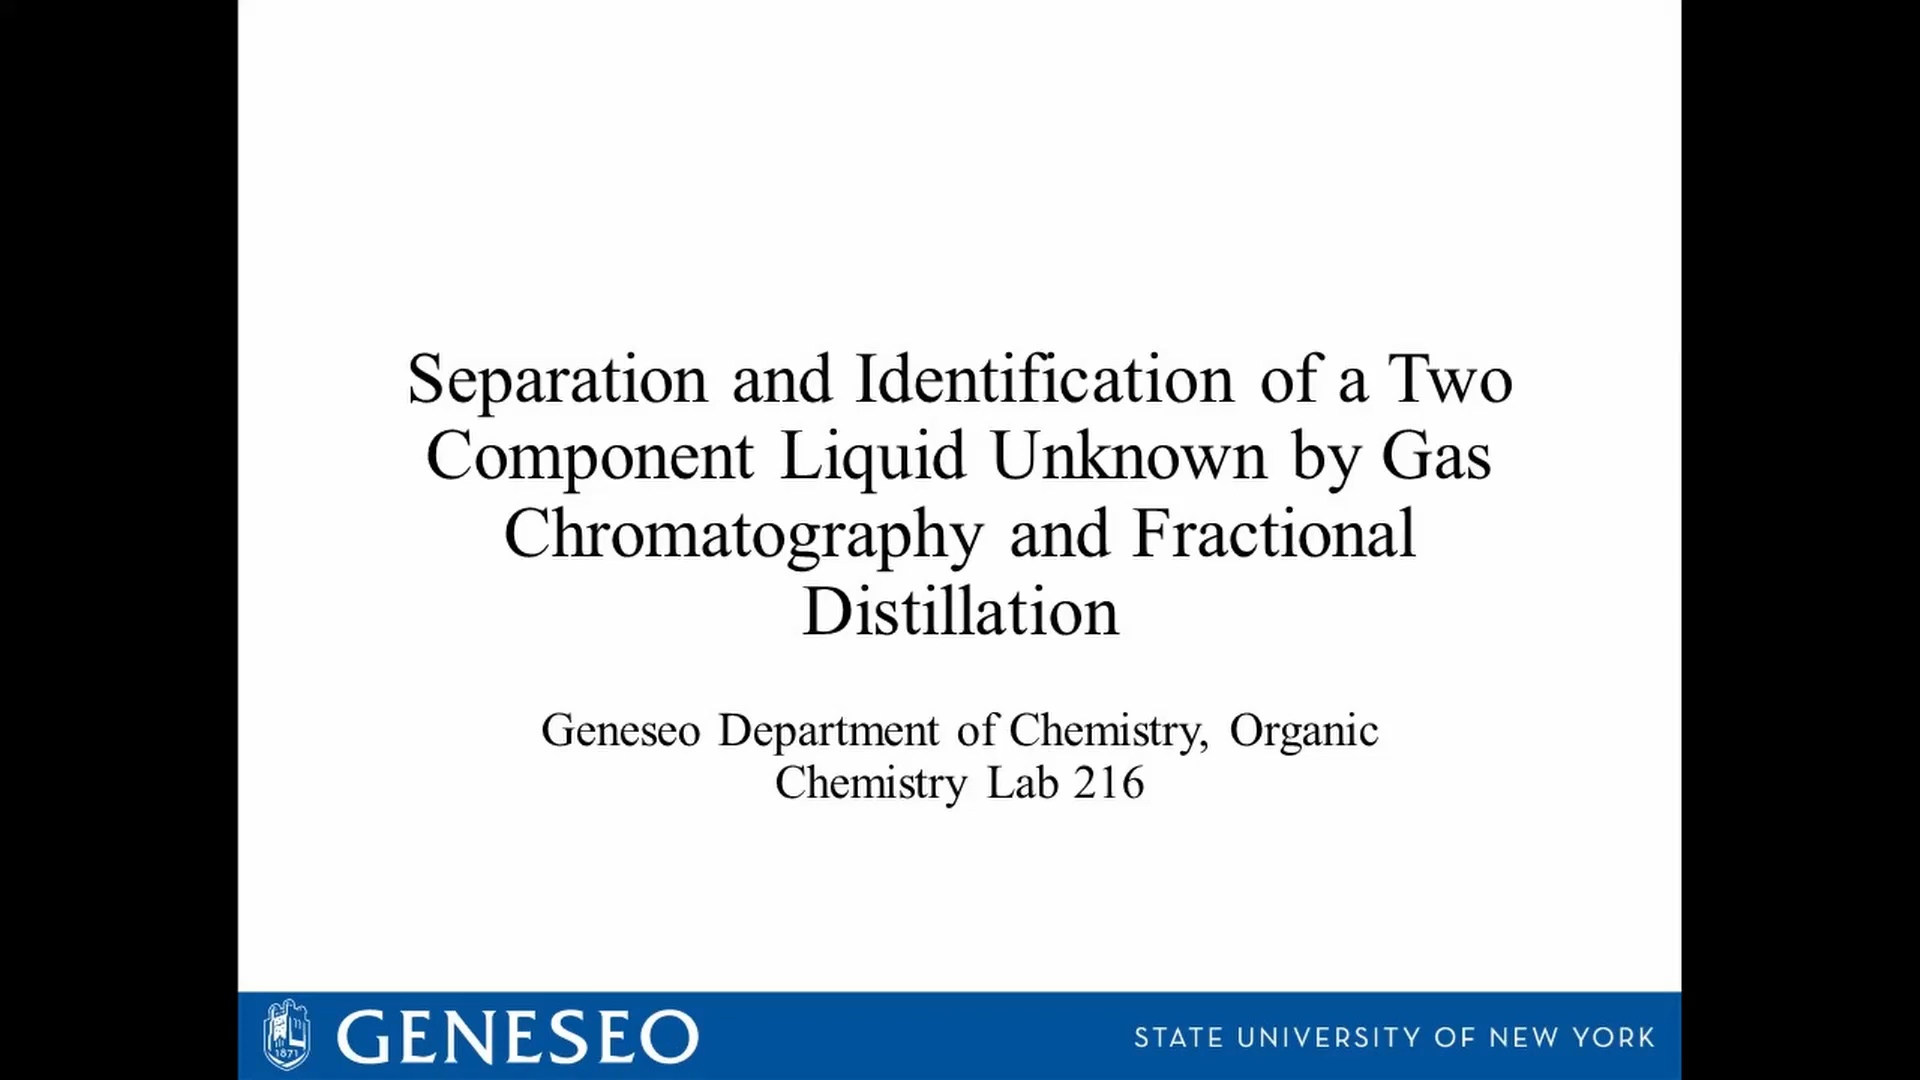 Separation and Identification of a Two
Component Liquid Unknown by Gas
Chromatography and Fractional
Distillation
Geneseo Department of Chemistry, Organic
Chemistry Lab 216
1871
GENESEO
STATE UNIVERSITY OF NEW YORK